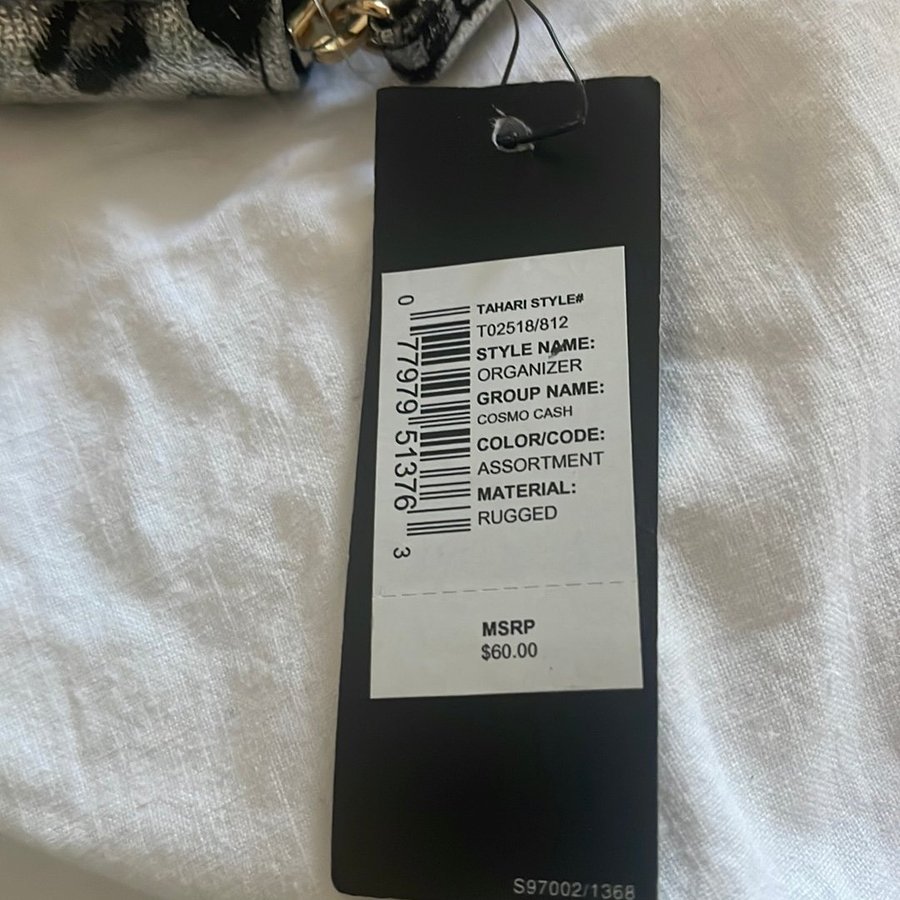 TAHARI STYLE#
T02518/812
STYLE NAME:
ORGANIZER
GROUP NAME:
COSMO CASH
COLOR/CODE:
ASSORTMENT
MATERIAL:
RUGGED
0 77979 51376 3
MSRP
$60.00
S97002/1368